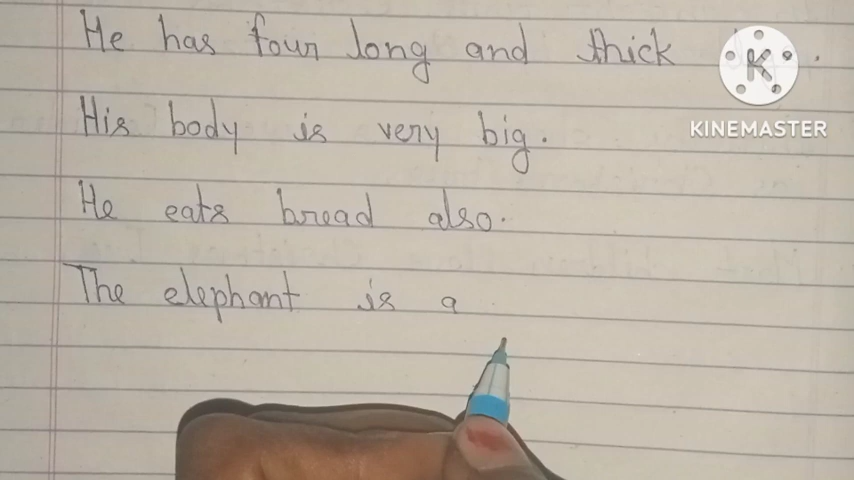 He has four long and thick
KINEMASTER
His body is very big.
He eats bread also.
The elephant is a